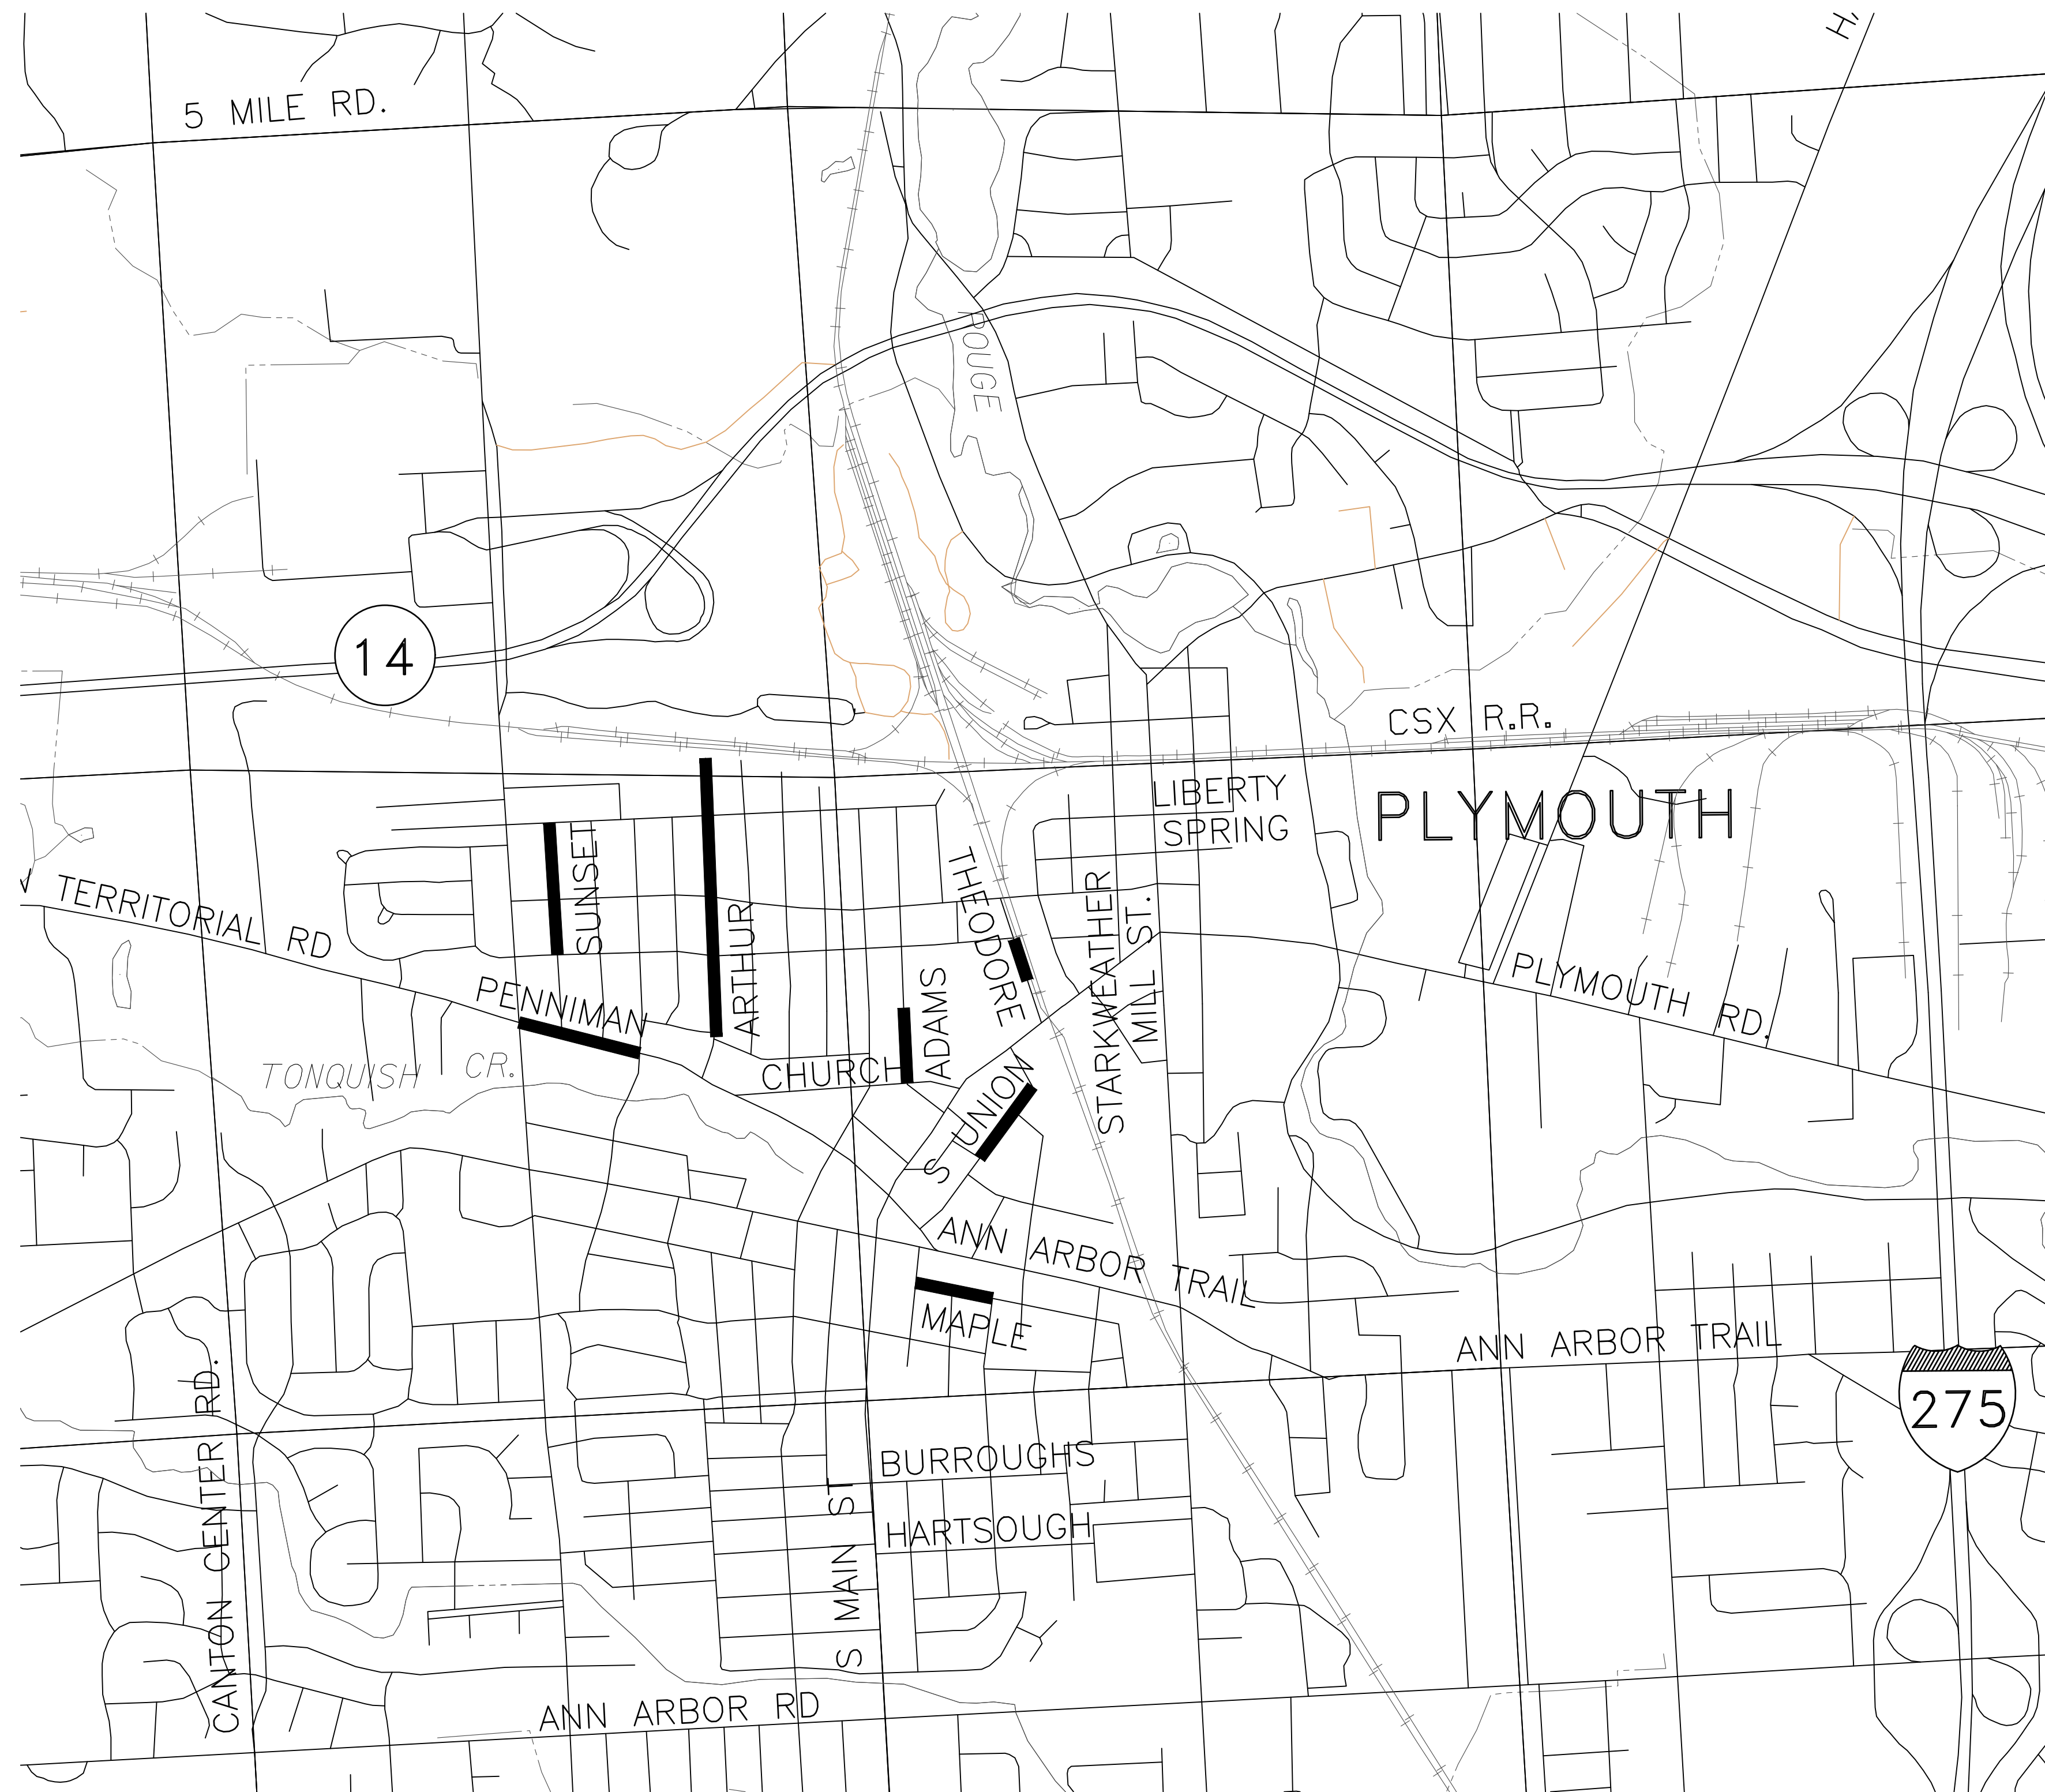 5 MILE RD.
ROUGE
14
CSX R.R.
LIBERTY
SPRING
PLYMOUTH
TERRITORIAL RD
SUNSET
ARTHUR
THEODORE
STARKWEATHER
MILL ST.
PENNIMAN
ADAMS
PLYMOUTH RD.
TONQUISH CR.
CHURCH
S UNION
ANN ARBOR TRAIL
MAPLE
ANN ARBOR TRAIL
275
CANTON CENTER RD.
BURROUGHS
S MAIN ST
HARTSOUGH
ANN ARBOR RD